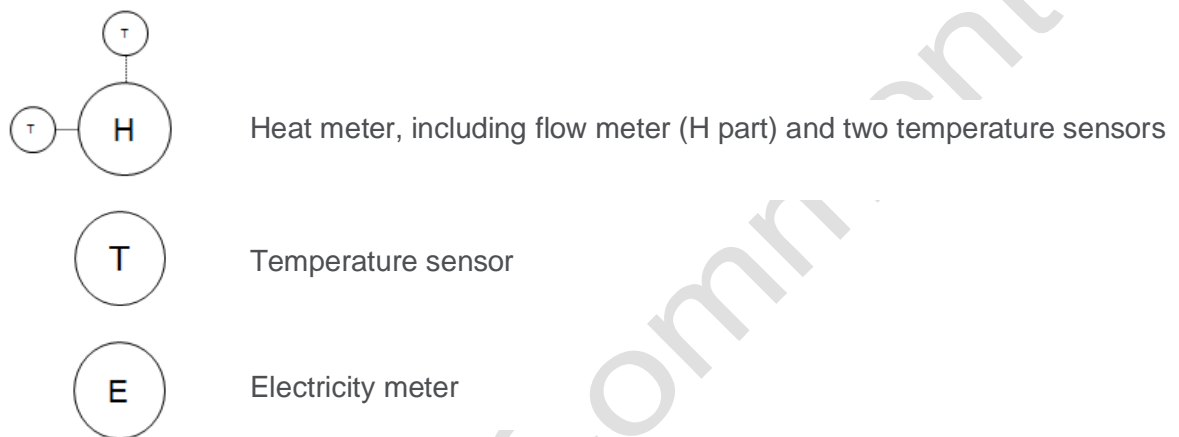 T
T H Heat meter, including flow meter (H part) and two temperature sensors
T Temperature sensor
E Electricity meter